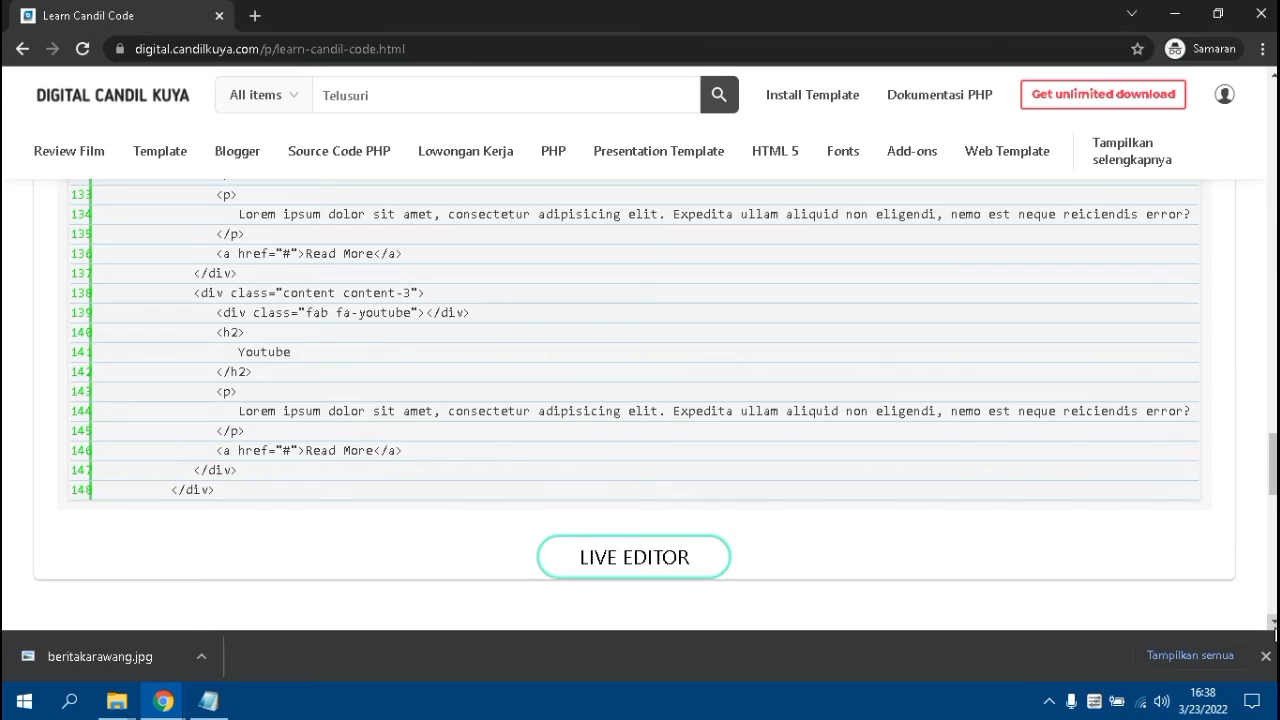 Learn Candil Code
digital.candilkuya.com/p/learn-candil-code.html
Samaran
DIGITAL CANDIL KUYA
All items
Telusuri
Install Template
Dokumentasi PHP
Get unlimited download
Review Film
Template
Blogger
Source Code PHP
Lowongan Kerja
PHP
Presentation Template
HTML 5
Fonts
Add-ons
Web Template
Tampilkan
selengkapnya
133 <p>
134 Lorem ipsum dolor sit amet, consectetur adipisicing elit. Expedita ullam aliquid non eligendi, nemo est neque reiciendis error?
135 </p>
136 <a href="#">Read More</a>
137 </div>
138 <div class="content content-3">
139 <div class="fab fa-youtube"></div>
140 <h2>
141 Youtube
142 </h2>
143 <p>
144 Lorem ipsum dolor sit amet, consectetur adipisicing elit. Expedita ullam aliquid non eligendi, nemo est neque reiciendis error?
145 </p>
146 <a href="#">Read More</a>
147 </div>
148 </div>
LIVE EDITOR
beritakarawang.jpg
Tampilkan semua
16:38
3/23/2022